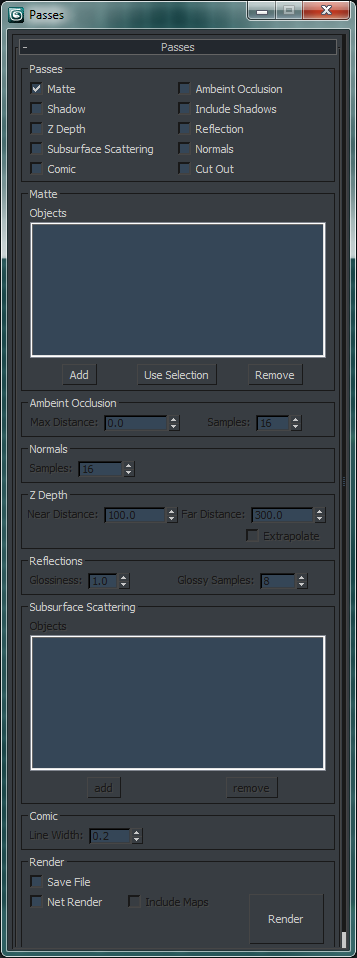 Passes
- Passes
Passes
Matte Ambeint Occlusion
Shadow Include Shadows
Z Depth Reflection
Subsurface Scattering Normals
Comic Cut Out
Matte
Objects
Add Use Selection Remove
Ambeint Occlusion
Max Distance: 0.0 Samples: 16
Normals
Samples: 16
Z Depth
Near Distance: 100.0 Far Distance: 300.0
Extrapolate
Reflections
Glossiness: 1.0 Glossy Samples: 8
Subsurface Scattering
Objects
add remove
Comic
Line Width: 0.2
Render
Save File
Net Render Include Maps
Render